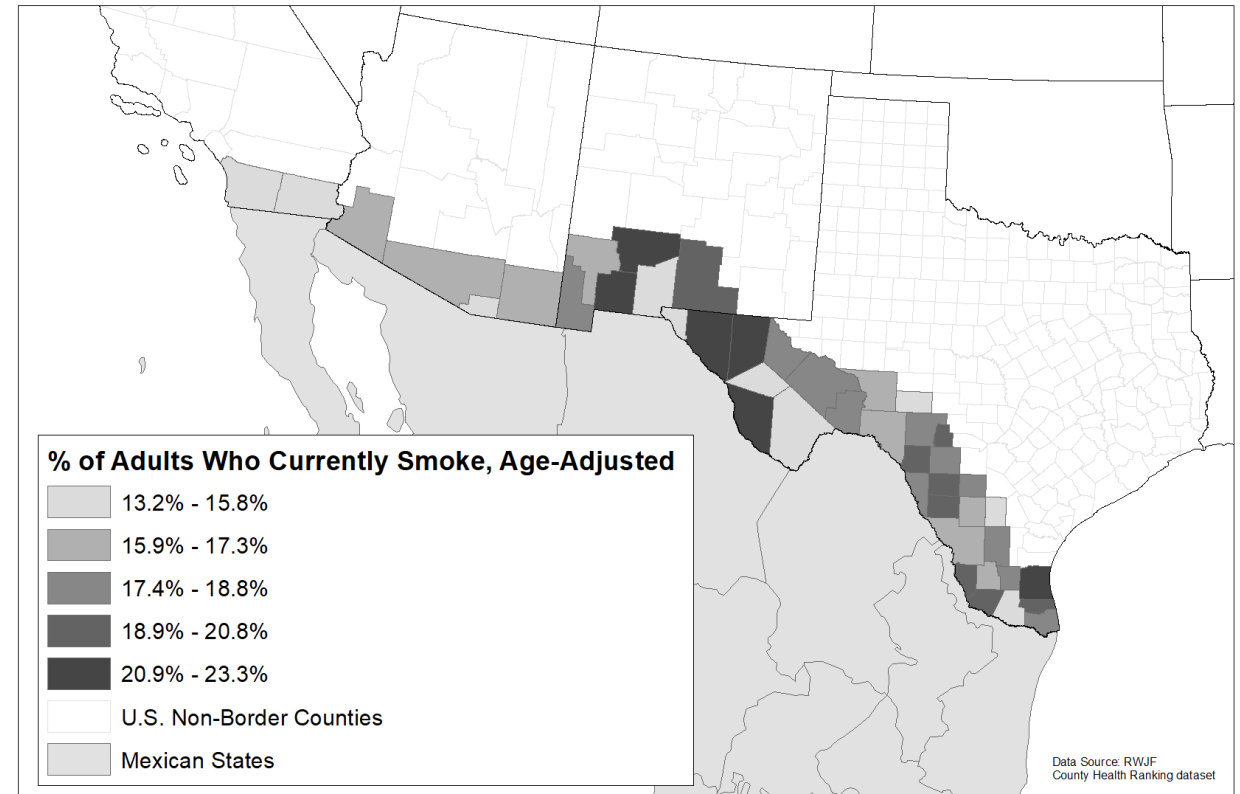 % of Adults Who Currently Smoke, Age-Adjusted
13.2% - 15.8%
15.9% - 17.3%
17.4% - 18.8%
18.9% - 20.8%
20.9% - 23.3%
U.S. Non-Border Counties
Mexican States
Data Source: RWJF
County Health Ranking dataset